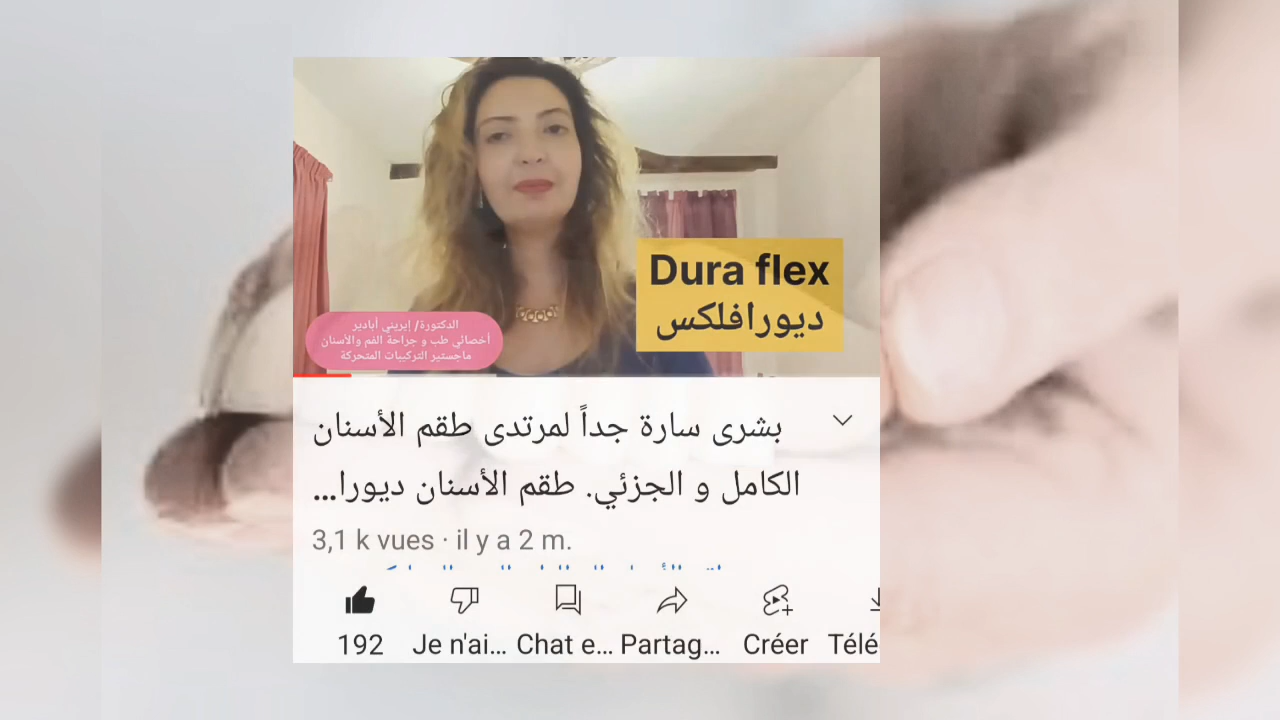 Dura flex
ديورافلكس
الدكتورة/ إيريني أبادير
أخصائي طب و جراحة الفم والأسنان
ماجستير التركيبات المتحركة
بشرى سارة جداً لمرتدى طقم الأسنان
الكامل و الجزئي. طقم الأسنان ديورا...
3,1 k vues · il y a 2 m.
192 Je n'ai... Chat e... Partag... Créer Télé